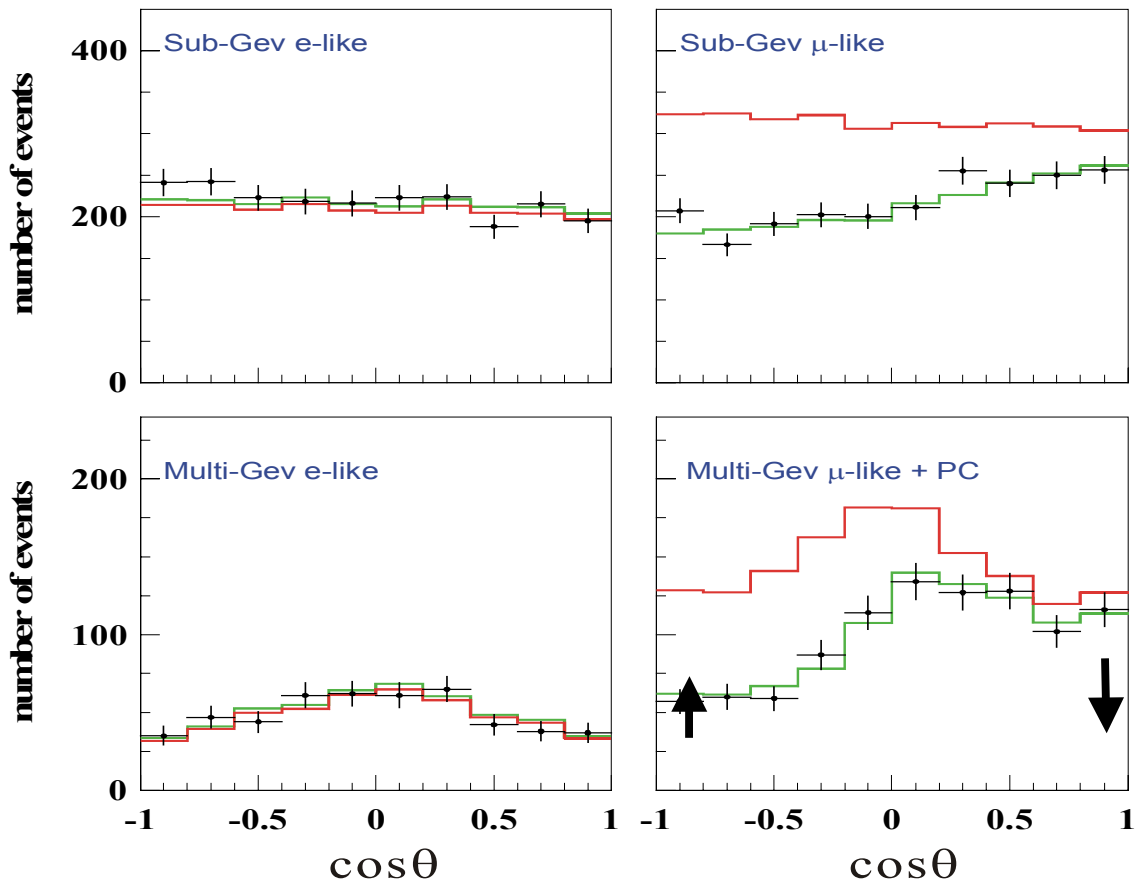 Sub-Gev e-like
Sub-Gev μ-like
400
200
0
number of events
Multi-Gev e-like
Multi-Gev μ-like + PC
200
100
0
number of events
-1 -0.5 0 0.5 1
-1 -0.5 0 0.5 1
cosθ
cosθ